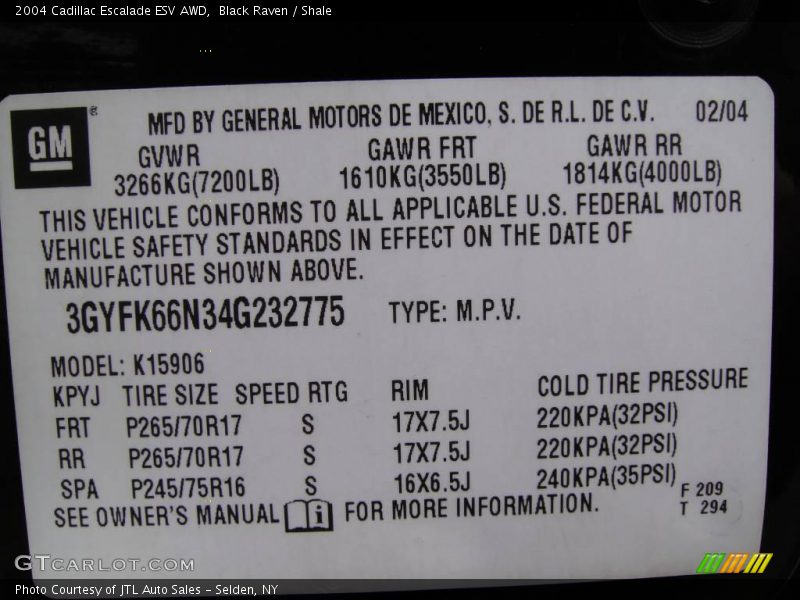 2004 Cadillac Escalade ESV AWD,  Black Raven / Shale
GM ®
MFD BY GENERAL MOTORS DE MEXICO, S. DE R.L. DE C.V. 02/04
GVWR GAWR FRT GAWR RR
3266KG(7200LB) 1610KG(3550LB) 1814KG(4000LB)
THIS VEHICLE CONFORMS TO ALL APPLICABLE U.S. FEDERAL MOTOR
VEHICLE SAFETY STANDARDS IN EFFECT ON THE DATE OF
MANUFACTURE SHOWN ABOVE.
3GYFK66N34G232775 TYPE: M.P.V.
MODEL: K15906
KPYJ TIRE SIZE SPEED RTG RIM COLD TIRE PRESSURE
FRT P265/70R17 S 17X7.5J 220KPA(32PSI)
RR P265/70R17 S 17X7.5J 220KPA(32PSI)
SPA P245/75R16 S 16X6.5J 240KPA(35PSI)
F 209
T 294
SEE OWNER'S MANUAL i FOR MORE INFORMATION.
GTCARLOT.COM
Photo Courtesy of JTL Auto Sales – Selden, NY